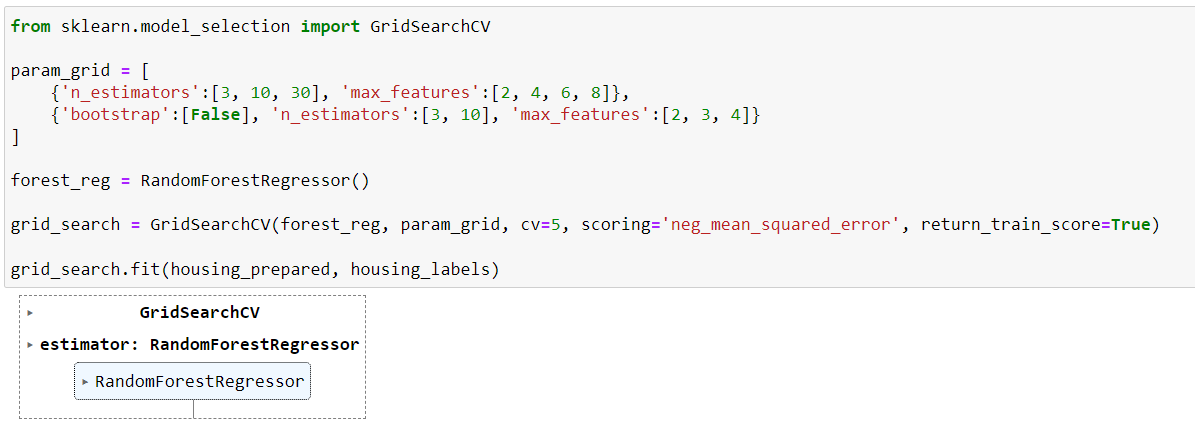 from sklearn.model_selection import GridSearchCV
param_grid = [
    {'n_estimators':[3, 10, 30], 'max_features':[2, 4, 6, 8]},
    {'bootstrap':[False], 'n_estimators':[3, 10], 'max_features':[2, 3, 4]}
]
forest_reg = RandomForestRegressor()
grid_search = GridSearchCV(forest_reg, param_grid, cv=5, scoring='neg_mean_squared_error', return_train_score=True)
grid_search.fit(housing_prepared, housing_labels)
▸ GridSearchCV
▸ estimator: RandomForestRegressor
▸ RandomForestRegressor